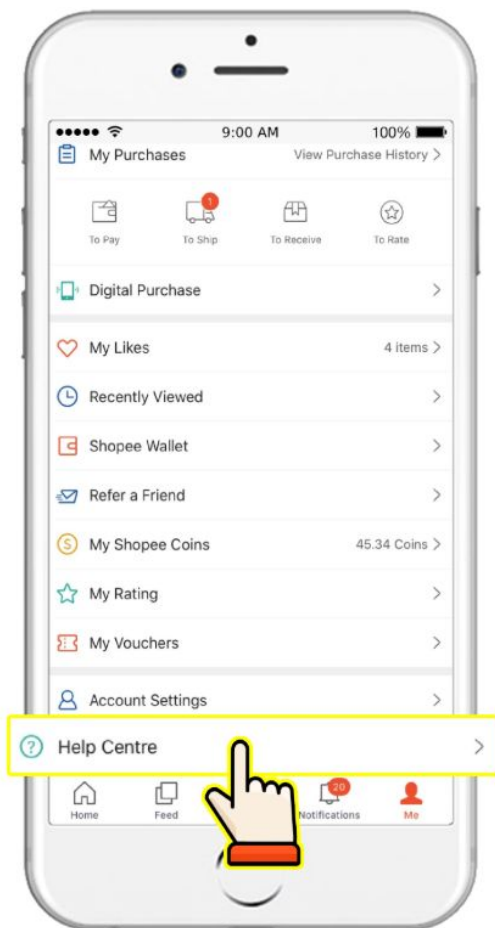 9:00 AM 100%
My Purchases View Purchase History >
1
To Pay To Ship To Receive To Rate
Digital Purchase >
My Likes 4 items >
Recently Viewed >
Shopee Wallet >
Refer a Friend >
S My Shopee Coins 45.34 Coins >
My Rating >
My Vouchers >
Account Settings >
? Help Centre >
20
Home Feed Notifications Me